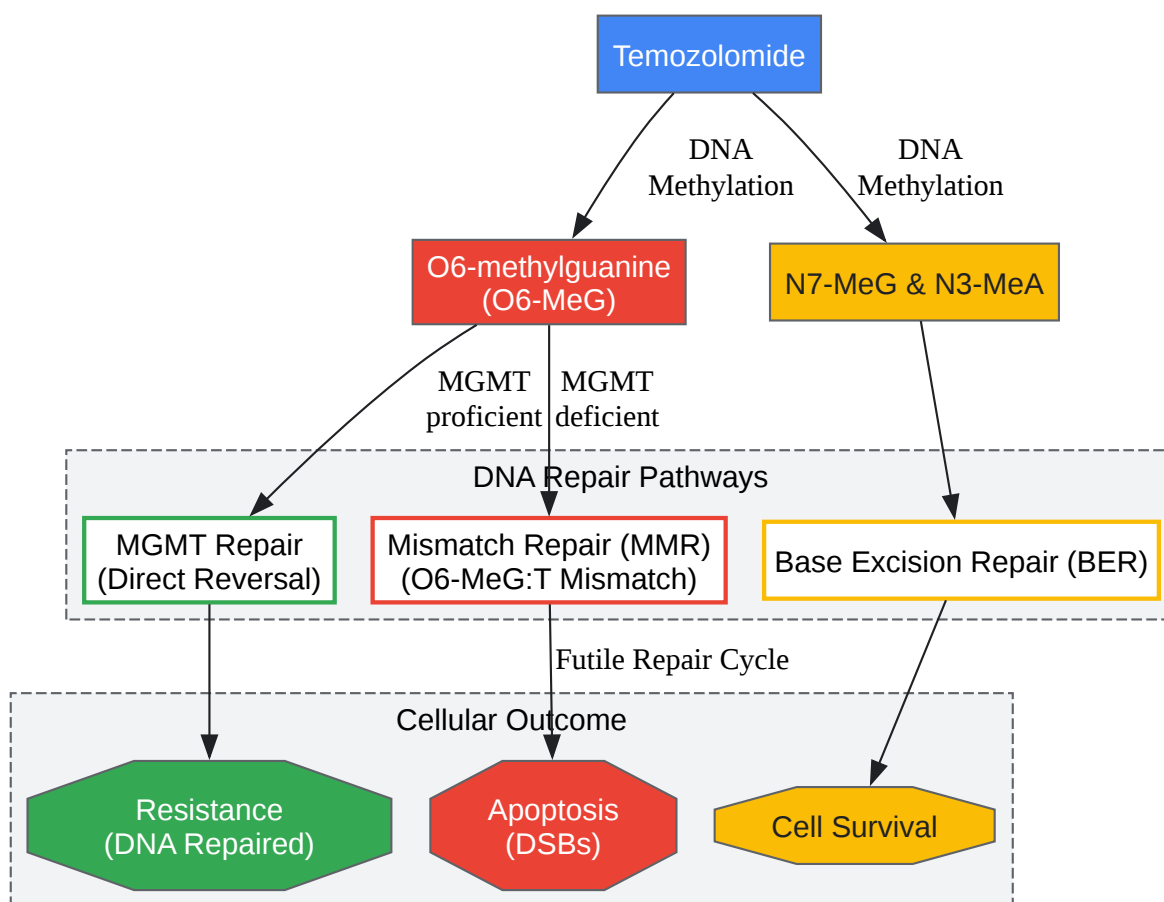 Temozolomide
DNA
Methylation
DNA
Methylation
O6-methylguanine
(O6-MeG)
N7-MeG & N3-MeA
MGMT
proficient
MGMT
deficient
DNA Repair Pathways
MGMT Repair
(Direct Reversal)
Mismatch Repair (MMR)
(O6-MeG:T Mismatch)
Base Excision Repair (BER)
Futile Repair Cycle
Cellular Outcome
Resistance
(DNA Repaired)
Apoptosis
(DSBs)
Cell Survival